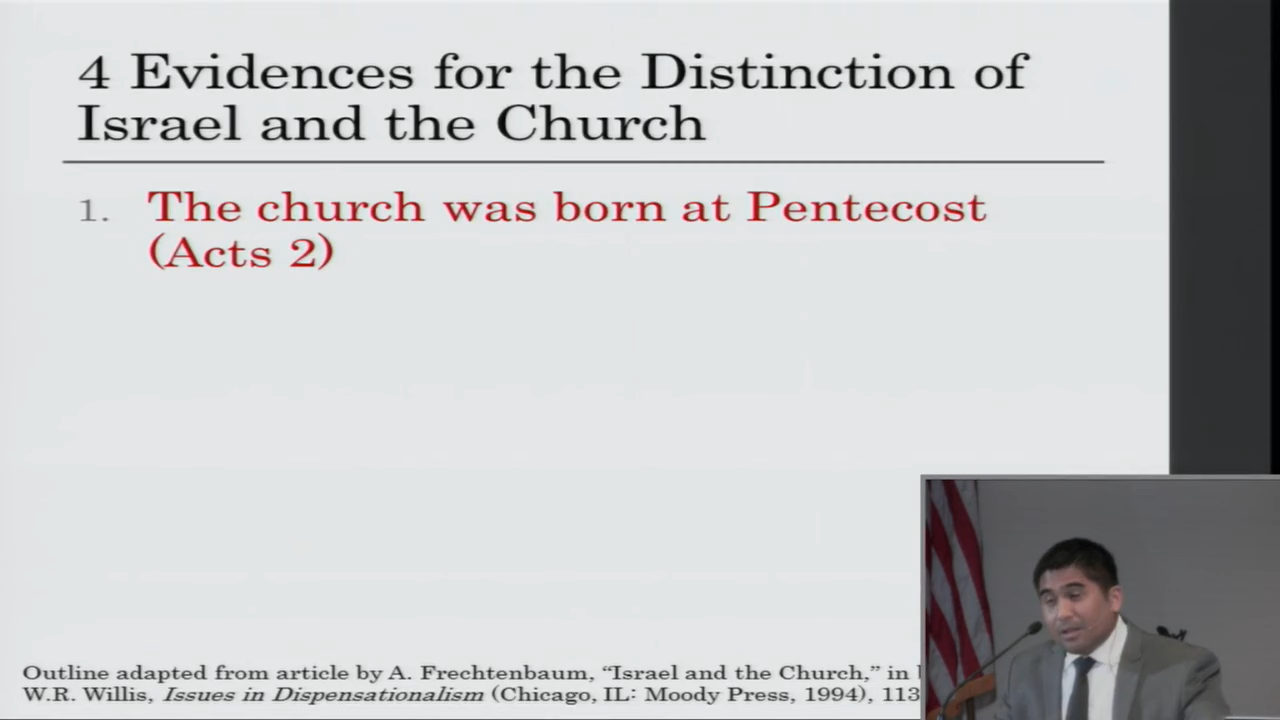 4 Evidences for the Distinction of
Israel and the Church
1. The church was born at Pentecost
(Acts 2)
Outline adapted from article by A. Frechtenbaum, “Israel and the Church,” in
W.R. Willis, Issues in Dispensationalism (Chicago, IL: Moody Press, 1994), 113